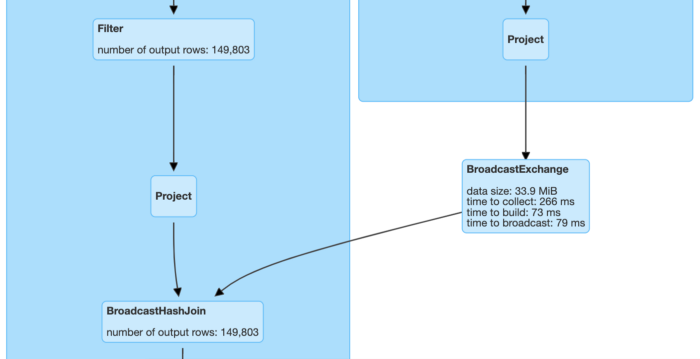 Filter
number of output rows: 149,803
Project
Project
BroadcastExchange
data size: 33.9 MiB
time to collect: 266 ms
time to build: 73 ms
time to broadcast: 79 ms
BroadcastHashJoin
number of output rows: 149,803